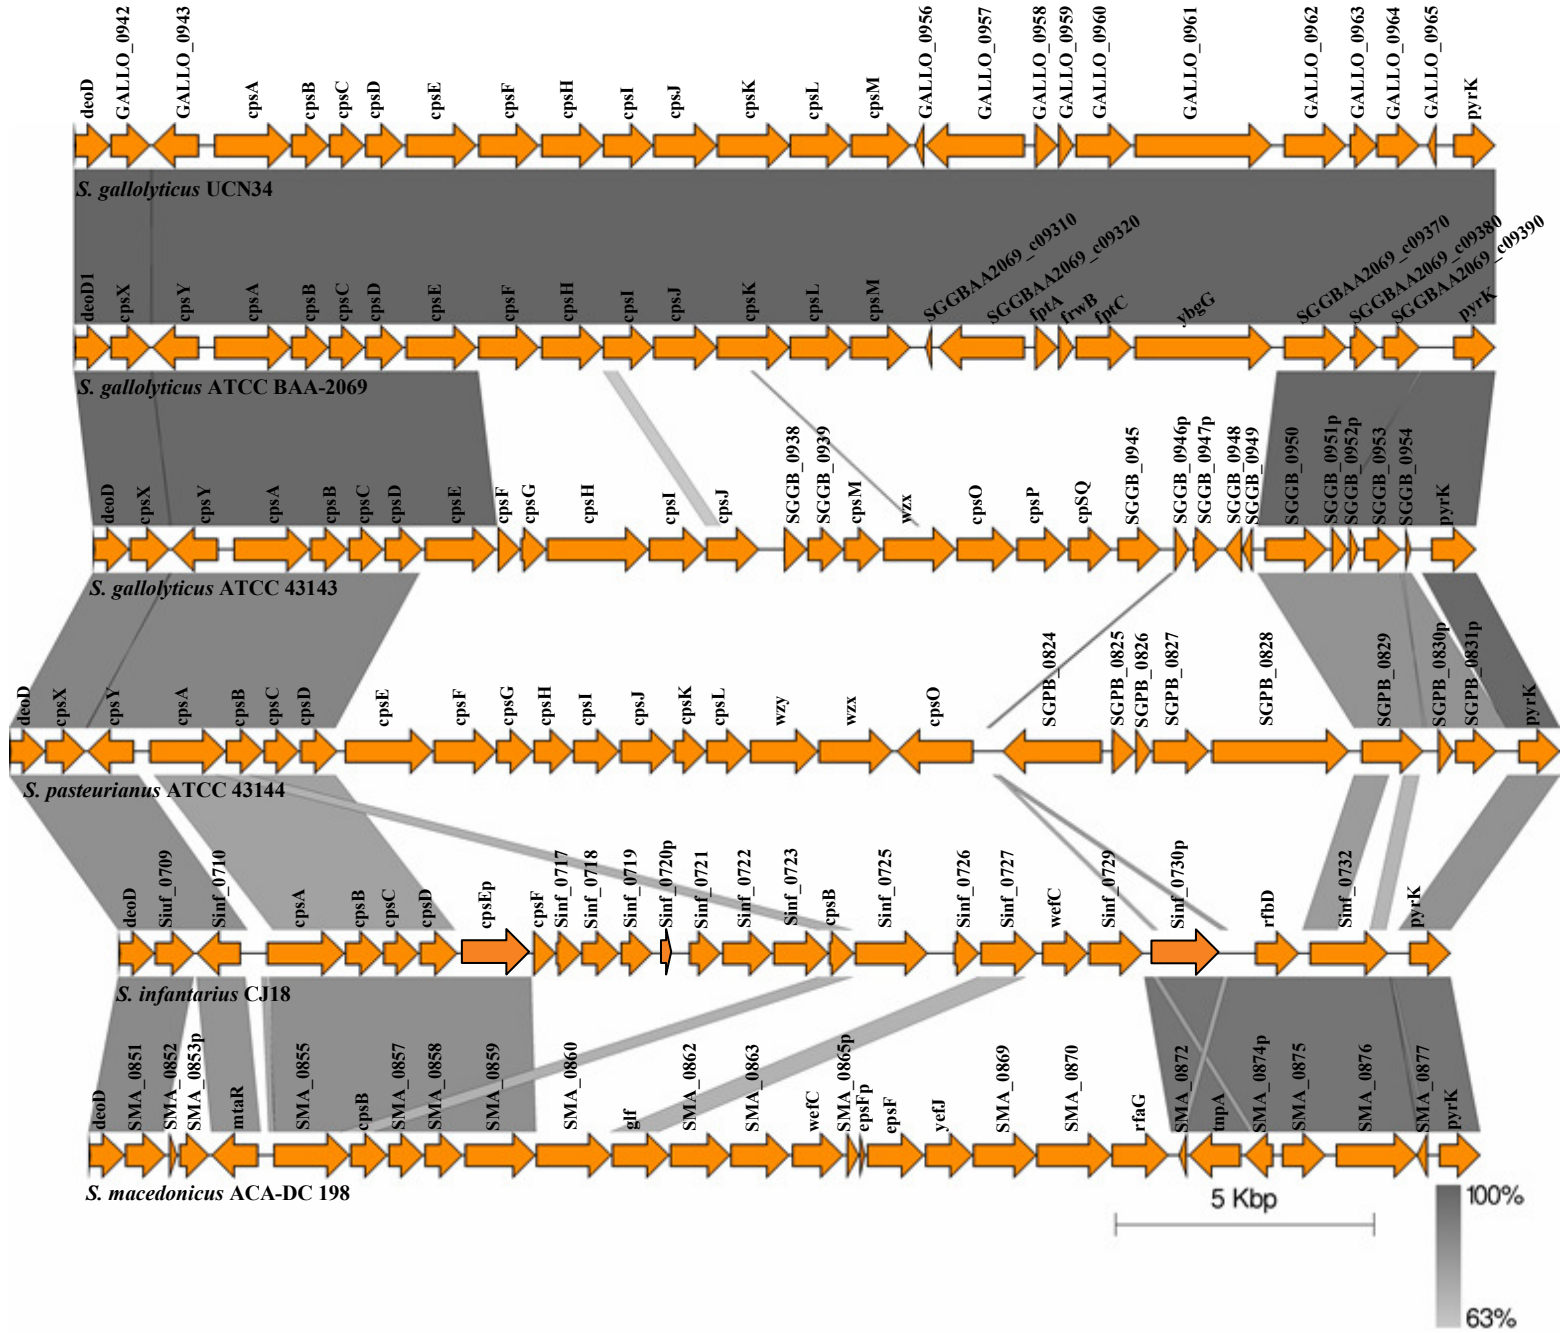 deoD GALLO_0942 GALLO_0943 cpsA cpsB cpsC cpsD cpsE cpsF cpsH cpsI cpsJ cpsK cpsL cpsM GALLO_0956 GALLO_0957 GALLO_0958 GALLO_0959 GALLO_0960 GALLO_0961 GALLO_0962 GALLO_0963 GALLO_0964 GALLO_0965 pyrK
S. gallolyticus UCN34
deoD1 cpsX cpsY cpsA cpsB cpsC cpsD cpsE cpsF cpsH cpsI cpsJ cpsK cpsL cpsM SGGBAA2069_c09310 SGGBAA2069_c09320 fptA frwB fptC ybgG SGGBAA2069_c09370 SGGBAA2069_c09380 SGGBAA2069_c09390 pyrK
S. gallolyticus ATCC BAA-2069
deoD cpsX cpsY cpsA cpsB cpsC cpsD cpsE cpsF cpsG cpsH cpsI cpsJ SGGB_0938 SGGB_0939 cpsM wzx cpsO cpsP cpSQ SGGB_0945 SGGB_0946p SGGB_0947p SGGB_0948 SGGB_0949 SGGB_0950 SGGB_0951p SGGB_0952p SGGB_0953 SGGB_0954 pyrK
S. gallolyticus ATCC 43143
deoD cpsX cpsY cpsA cpsB cpsC cpsD cpsE cpsF cpsG cpsH cpsI cpsJ cpsK cpsL wzy wzx cpsO SGPB_0824 SGPB_0825 SGPB_0826 SGPB_0827 SGPB_0828 SGPB_0829 SGPB_0830p SGPB_0831p pyrK
S. pasteurianus ATCC 43144
deoD Sinf_0709 Sinf_0710 cpsA cpsB cpsC cpsD cpsEp cpsF Sinf_0717 Sinf_0718 Sinf_0719 Sinf_0720p Sinf_0721 Sinf_0722 Sinf_0723 cpsB Sinf_0725 Sinf_0726 Sinf_0727 wefC Sinf_0729 Sinf_0730p rfbD Sinf_0732 pyrK
S. infantarius CJ18
deoD SMA_0851 SMA_0852 SMA_0853p mtaR SMA_0855 cpsB SMA_0857 SMA_0858 SMA_0859 SMA_0860 glf SMA_0862 SMA_0863 wefC SMA_0865p epsFp epsF yefJ SMA_0869 SMA_0870 rfaG SMA_0872 tnpA SMA_0874p SMA_0875 SMA_0876 SMA_0877 pyrK
S. macedonicus ACA-DC 198
5 Kbp
100%
63%